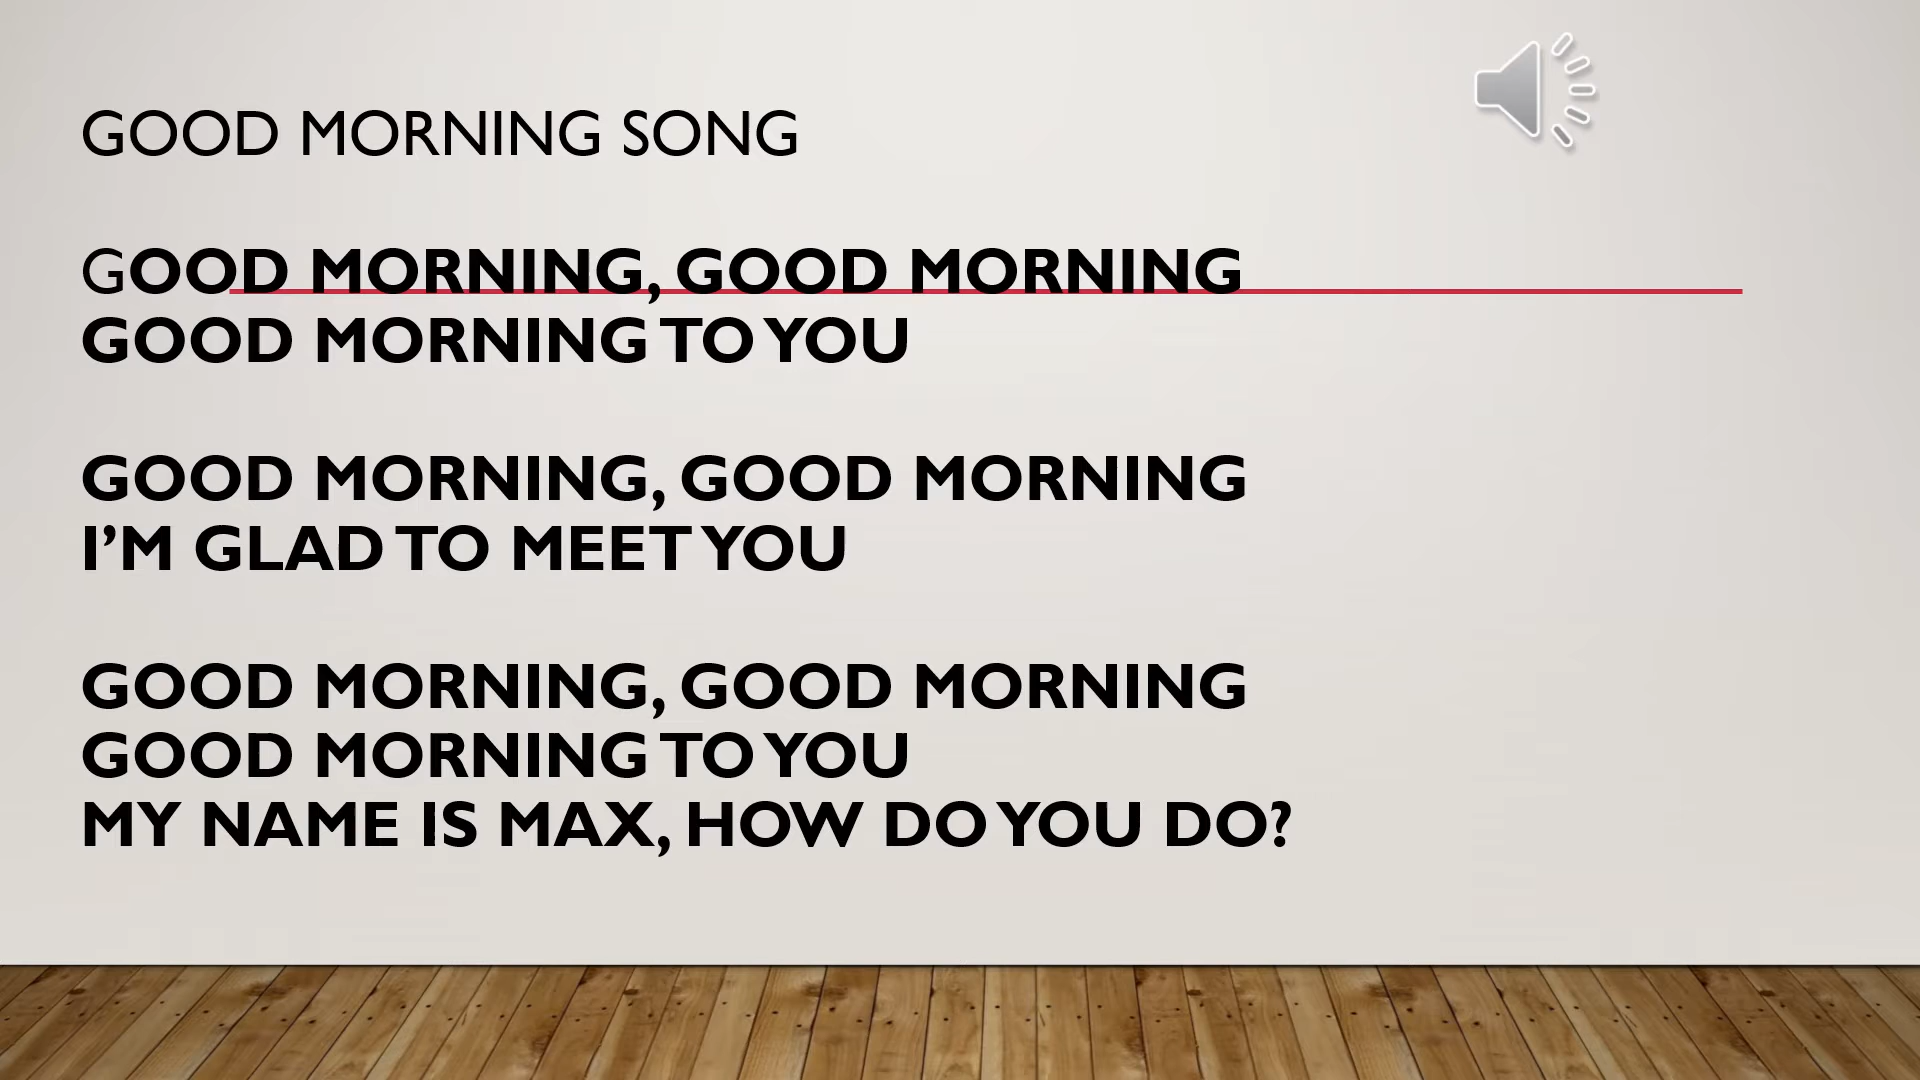 GOOD MORNING SONG
GOOD MORNING, GOOD MORNING
GOOD MORNING TO YOU
GOOD MORNING, GOOD MORNING
I'M GLAD TO MEET YOU
GOOD MORNING, GOOD MORNING
GOOD MORNING TO YOU
MY NAME IS MAX, HOW DO YOU DO?